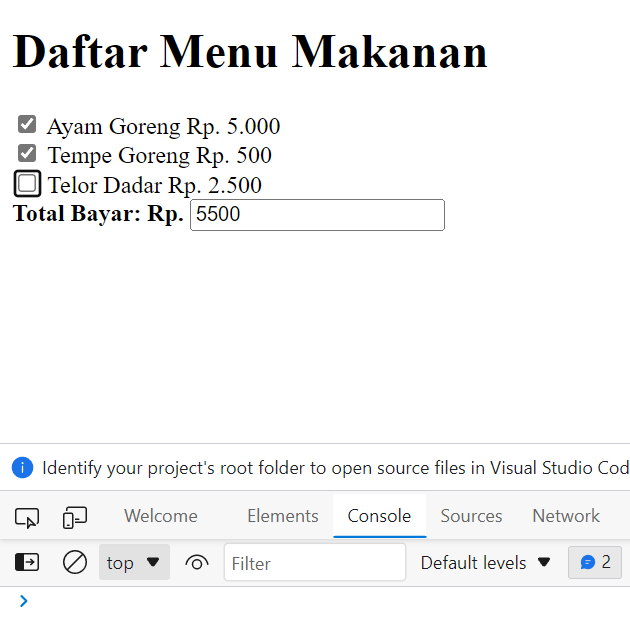 Daftar Menu Makanan
Ayam Goreng Rp. 5.000
Tempe Goreng Rp. 500
Telor Dadar Rp. 2.500
Total Bayar: Rp. 5500
Identify your project's root folder to open source files in Visual Studio Cod
Welcome Elements Console Sources Network
top Filter Default levels 2